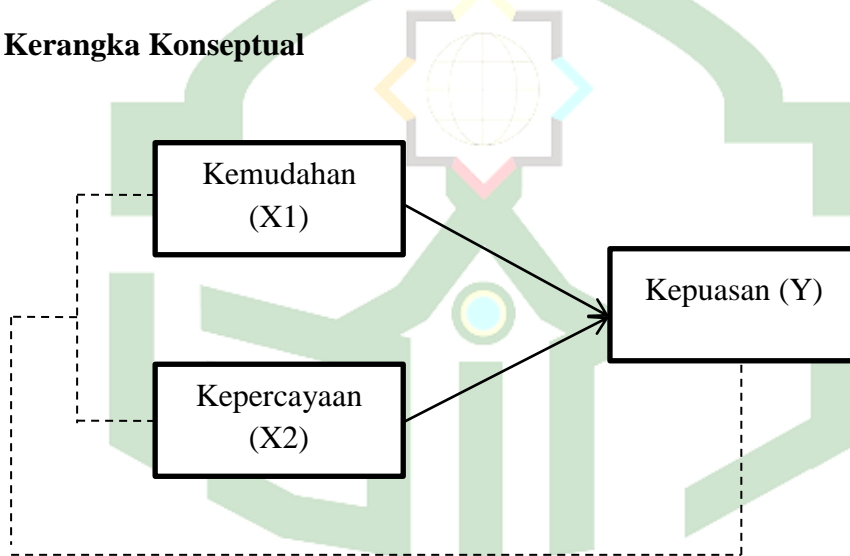 Kerangka Konseptual
Kemudahan
(X1)
Kepuasan (Y)
Kepercayaan
(X2)